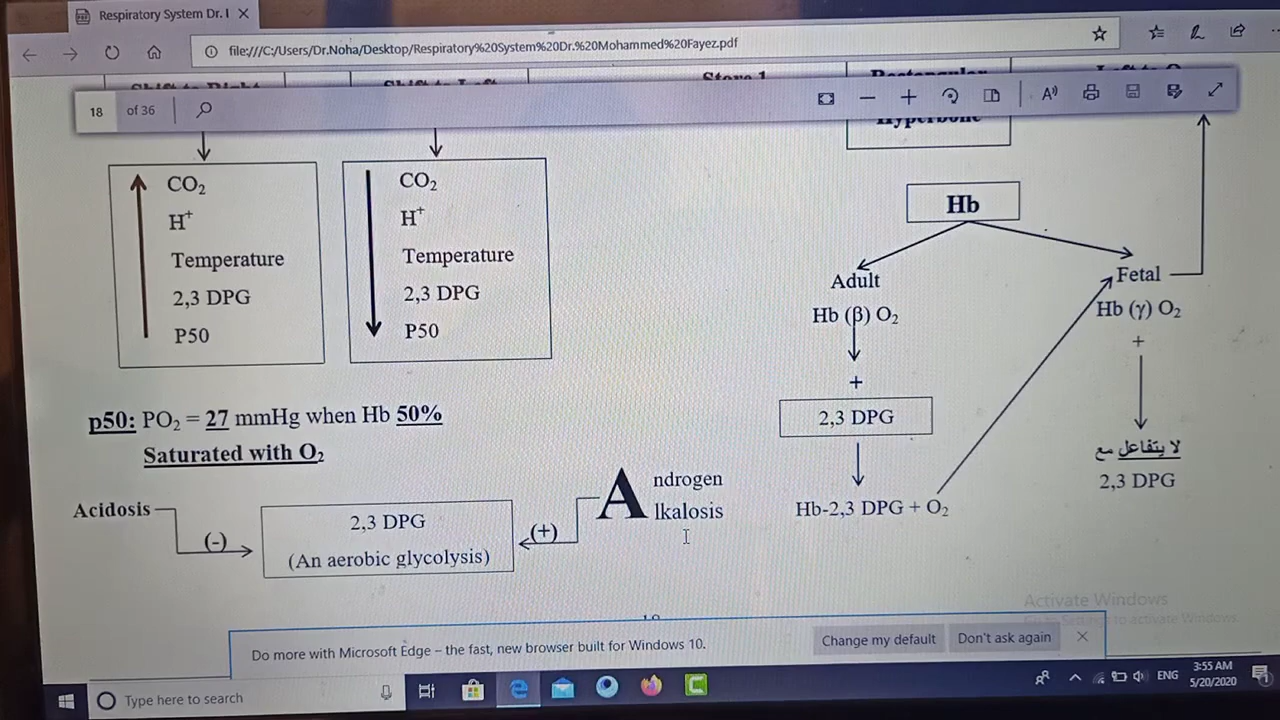 Respiratory System Dr. I
file:///C:/Users/Dr.Noha/Desktop/Respiratory%20System%20Dr.%20Mohammed%20Fayez.pdf
18 of 36
CO₂
H⁺
Temperature
2,3 DPG
P50
CO₂
H⁺
Temperature
2,3 DPG
P50
p50: PO₂ = 27 mmHg when Hb 50%
Saturated with O₂
Acidosis
(-)
2,3 DPG
(An aerobic glycolysis)
(+)
A ndrogen
lkalosis
Hb
Adult
Hb (β) O₂
+
2,3 DPG
Hb-2,3 DPG + O₂
Fetal
Hb (γ) O₂
+
لا يتفاعل مع
2,3 DPG
Activate Windows
Do more with Microsoft Edge – the fast, new browser built for Windows 10.
Change my default
Don't ask again
Type here to search
ENG
3:55 AM
5/20/2020